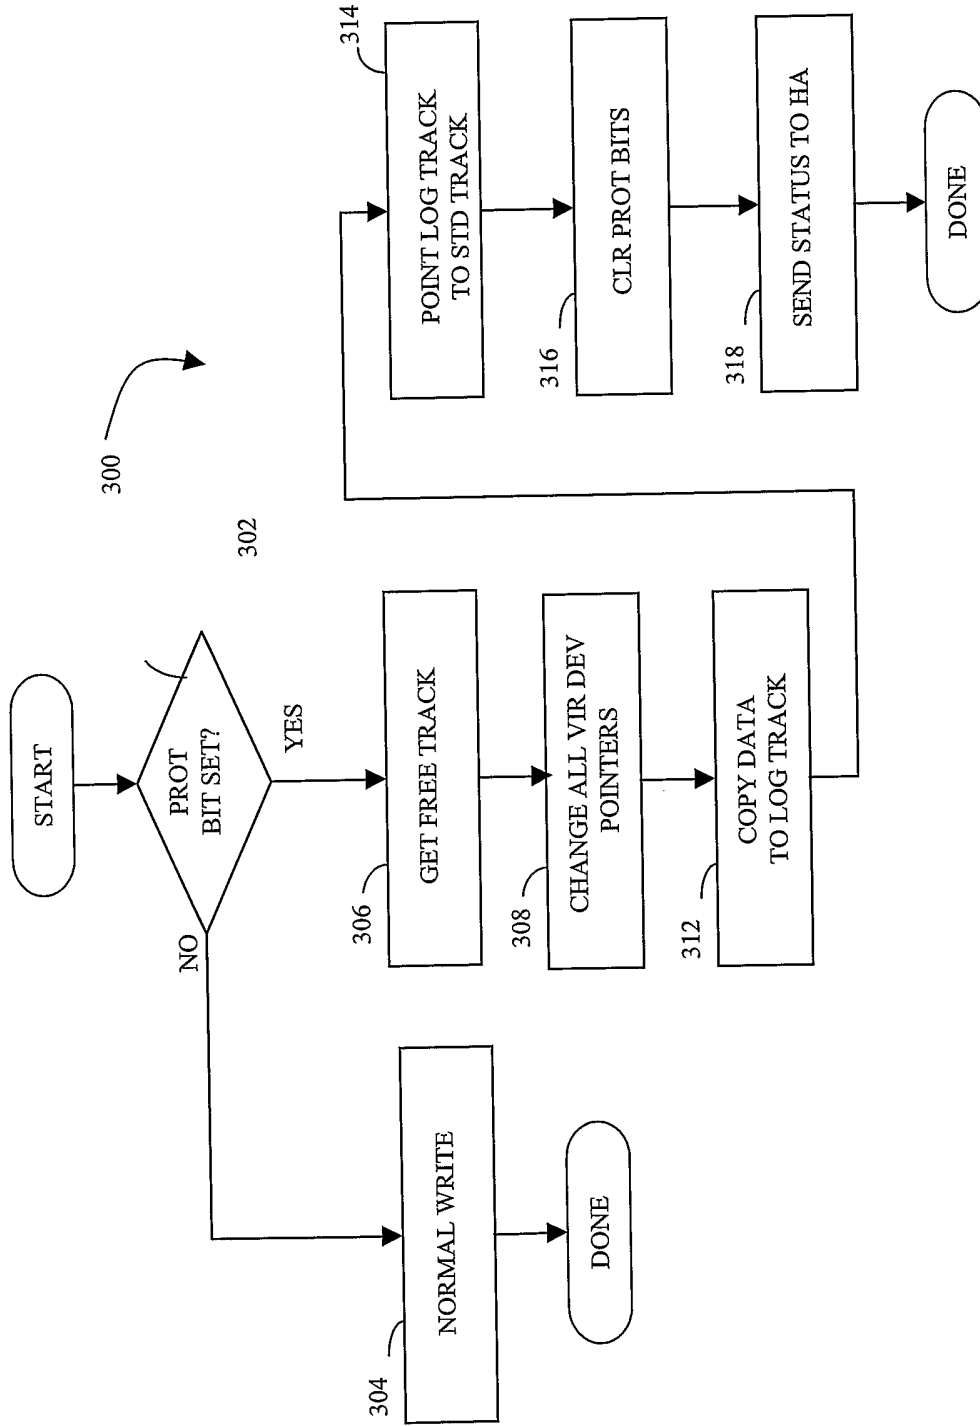 300
START
302
PROT
BIT SET?
NO
YES
304
NORMAL WRITE
DONE
306
GET FREE TRACK
308
CHANGE ALL VIR DEV
POINTERS
312
COPY DATA
TO LOG TRACK
314
POINT LOG TRACK
TO STD TRACK
316
CLR PROT BITS
318
SEND STATUS TO HA
DONE